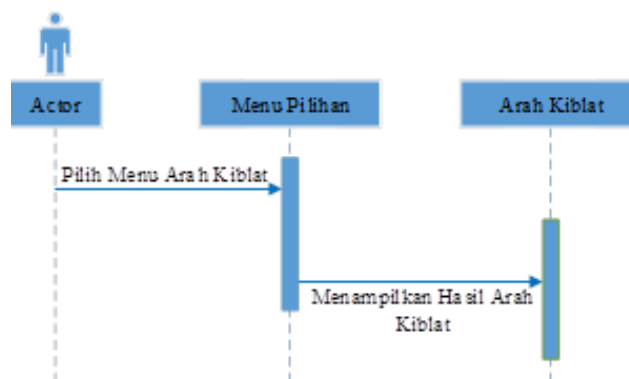 Actor
Menu Pilihan
Arah Kiblat
Pilih Menu Arah Kiblat
Menampilkan Hasil Arah
Kiblat